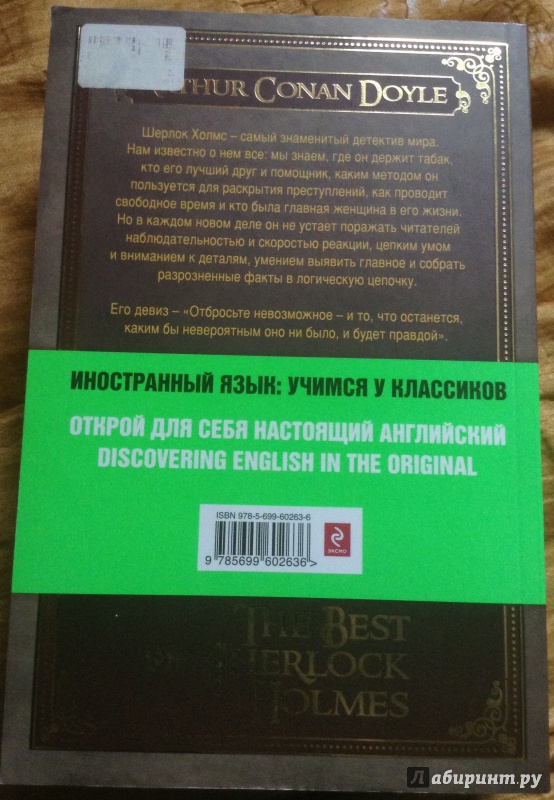 ARTHUR CONAN DOYLE
Шерлок Холмс – самый знаменитый детектив мира.
Нам известно о нем все: мы знаем, где он держит табак,
кто его лучший друг и помощник, каким методом он
пользуется для раскрытия преступлений, как проводит
свободное время и кто была главная женщина в его жизни.
Но в каждом новом деле он не устает поражать читателей
наблюдательностью и скоростью реакции, цепким умом
и вниманием к деталям, умением выявить главное и собрать
разрозненные факты в логическую цепочку.
Его девиз – «Отбросьте невозможное – и то, что останется,
каким бы невероятным оно ни было, и будет правдой».
ИНОСТРАННЫЙ ЯЗЫК: УЧИМСЯ У КЛАССИКОВ
ОТКРОЙ ДЛЯ СЕБЯ НАСТОЯЩИЙ АНГЛИЙСКИЙ
DISCOVERING ENGLISH IN THE ORIGINAL
ISBN 978-5-699-60263-6
9 785699 602636 >
ЭКСМО
THE BEST
OF SHERLOCK
HOLMES
Лабиринт.ру